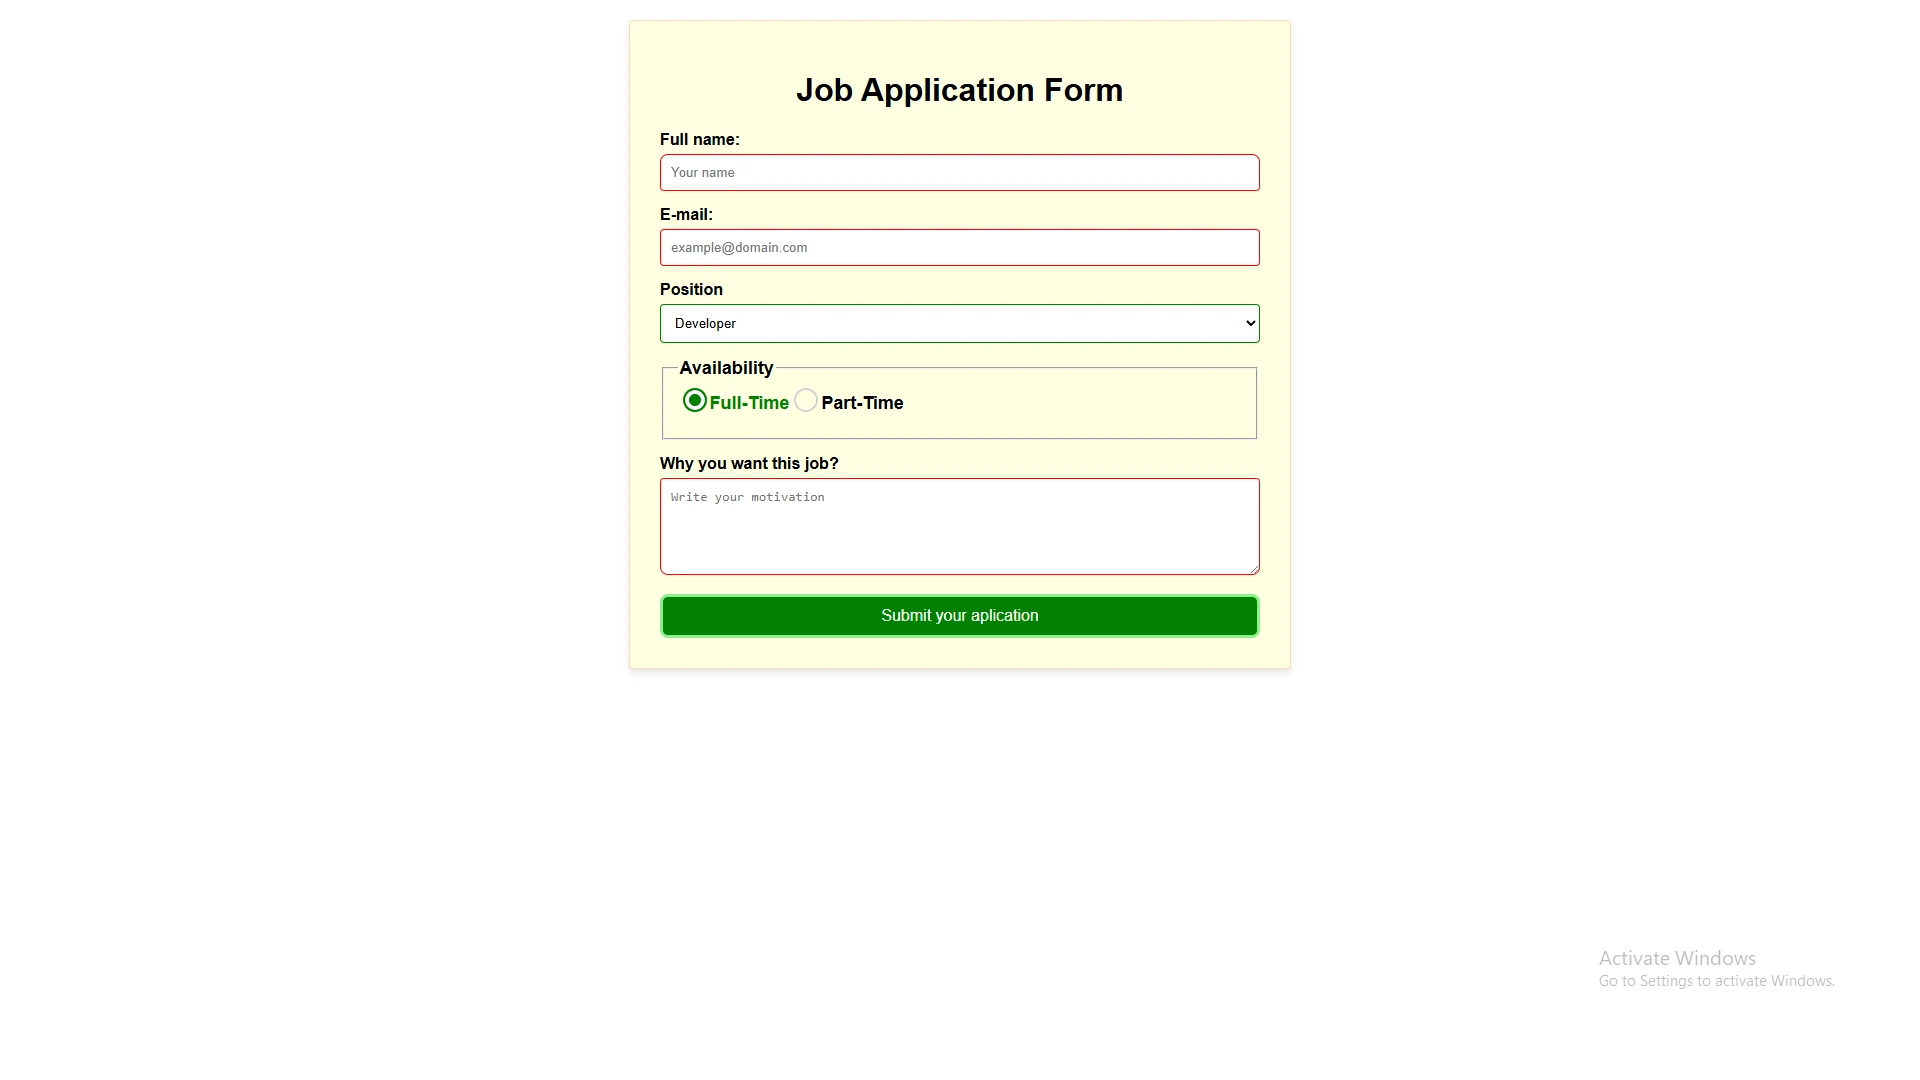 Job Application Form
Full name:
Your name
E-mail:
example@domain.com
Position
Developer
Availability
Full-Time Part-Time
Why you want this job?
Write your motivation
Submit your aplication
Activate Windows
Go to Settings to activate Windows.